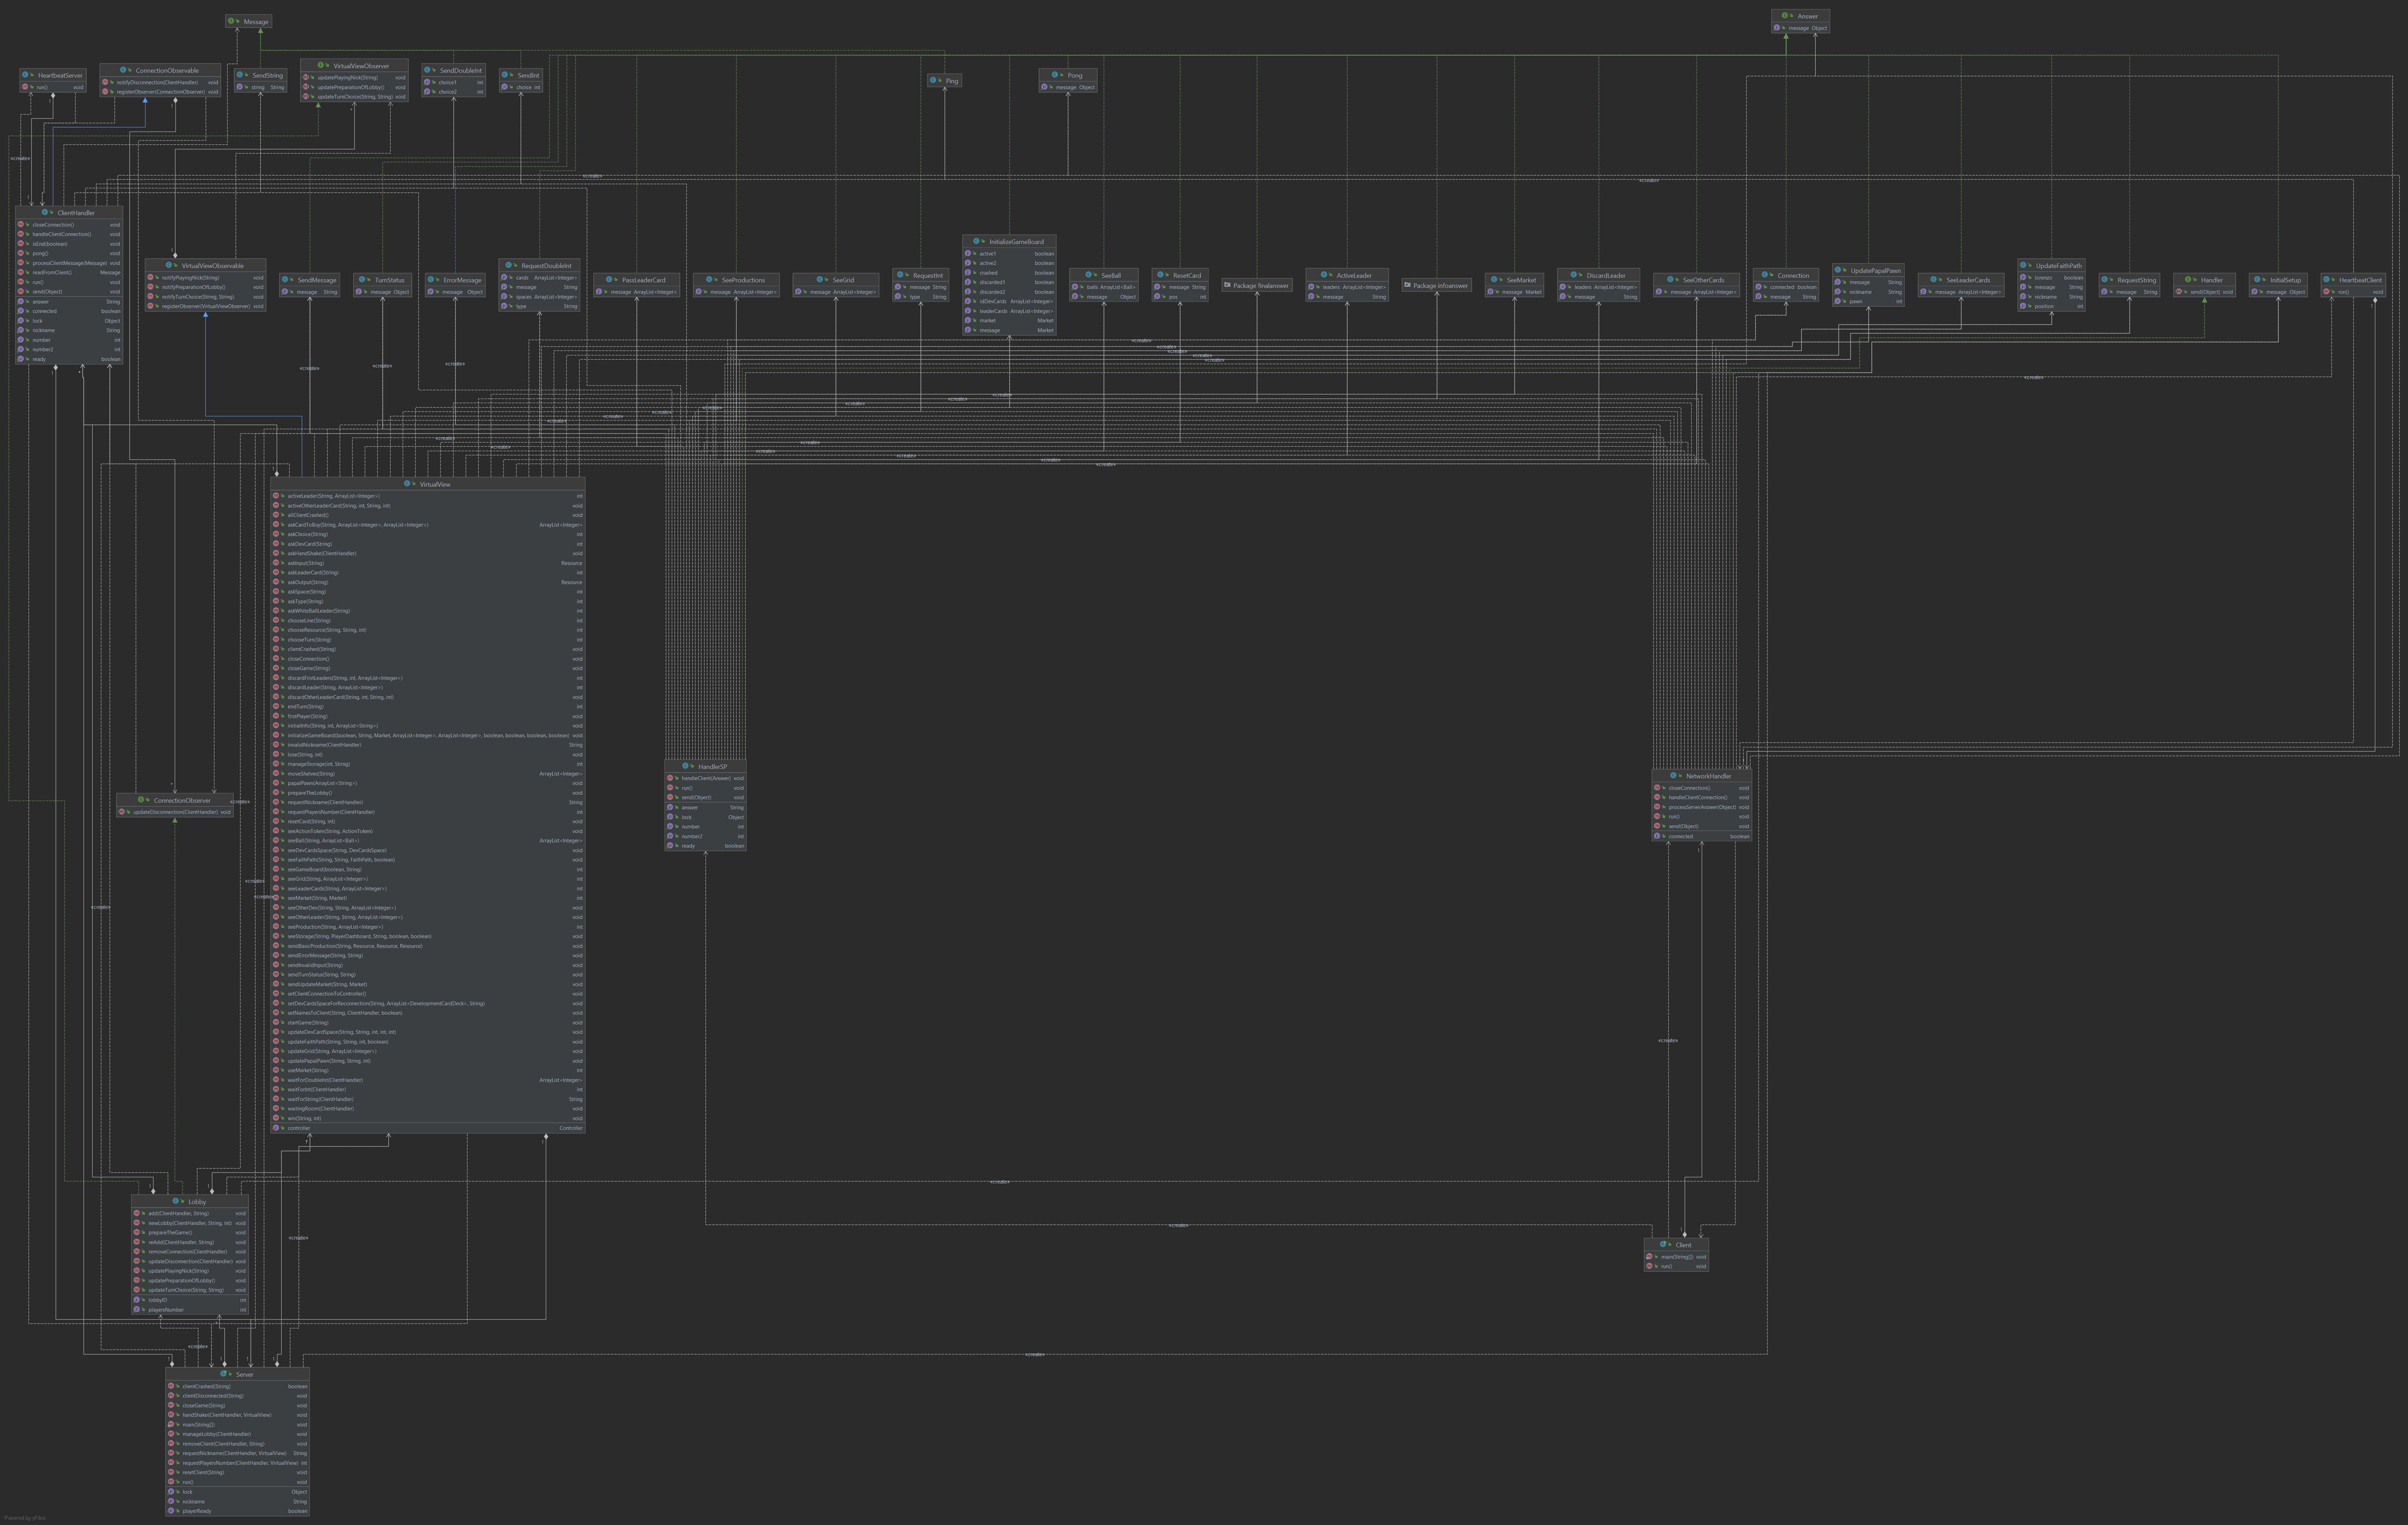 Message
Answer
message Object
HeartbeatServer
run() void
ConnectionObservable
notifyDisconnection(ClientHandler) void
registerObserver(ConnectionObserver) void
SendString
string String
VirtualViewObserver
updatePlayingNick(String) void
updatePreparationOfLobby() void
updateTurnChoice(String, String) void
SendDoubleInt
choice1 int
choice2 int
SendInt
choice int
Ping
Pong
message Object
«create»
«create»
«create»
ClientHandler
closeConnection() void
handleClientConnection() void
isEnd(boolean) void
pong() void
processClientMessage(Message) void
readFromClient() Message
run() void
send(Object) void
answer String
connected boolean
lock Object
nickname String
number int
number2 int
ready boolean
VirtualViewObservable
notifyPlayingNick(String) void
notifyPreparationOfLobby() void
notifyTurnChoice(String, String) void
registerObserver(VirtualViewObserver) void
SendMessage
message String
TurnStatus
message Object
ErrorMessage
message Object
RequestDoubleInt
cards ArrayList<Integer>
message String
spaces ArrayList<Integer>
type String
PassLeaderCard
message ArrayList<Integer>
SeeProductions
message ArrayList<Integer>
SeeGrid
message ArrayList<Integer>
RequestInt
message String
type String
InitializeGameBoard
active1 boolean
active2 boolean
crashed boolean
discarded1 boolean
discarded2 boolean
idDevCards ArrayList<Integer>
leaderCards ArrayList<Integer>
market Market
message Market
SeeBall
balls ArrayList<Ball>
message Object
ResetCard
message String
pos int
Package finalanswer
ActiveLeader
leaders ArrayList<Integer>
message String
Package infoanswer
SeeMarket
message Market
DiscardLeader
leaders ArrayList<Integer>
message String
SeeOtherCards
message ArrayList<Integer>
Connection
connected boolean
message String
UpdatePapalPawn
message String
nickname String
pawn int
SeeLeaderCards
message ArrayList<Integer>
UpdateFaithPath
lorenzo boolean
message String
nickname String
position int
RequestString
message String
Handler
send(Object) void
InitialSetup
message Object
HeartbeatClient
run() void
VirtualView
activeLeader(String, ArrayList<Integer>) int
activeOtherLeaderCard(String, int, String, int) void
allClientCrashed() void
askCardToBuy(String, ArrayList<Integer>, ArrayList<Integer>) ArrayList<Integer>
askChoice(String) int
askDevCard(String) int
askHandShake(ClientHandler) void
askInput(String) Resource
askLeaderCard(String) int
askOutput(String) Resource
askSpace(String) int
askType(String) int
askWhiteBallLeader(String) int
chooseLine(String) int
chooseResource(String, String, int) int
chooseTurn(String) int
clientCrashed(String) void
closeConnection() void
closeGame(String) void
discardFirstLeaders(String, int, ArrayList<Integer>) int
discardLeader(String, ArrayList<Integer>) int
discardOtherLeaderCard(String, int, String, int) void
endTurn(String) int
firstPlayer(String) void
initialInfo(String, int, ArrayList<String>) void
initializeGameBoard(boolean, String, Market, ArrayList<Integer>, ArrayList<Integer>, boolean, boolean, boolean, boolean) void
invalidNickname(ClientHandler) String
lose(String, int) void
manageStorage(int, String) int
moveShelves(String) ArrayList<Integer>
papalPawn(ArrayList<String>) void
prepareTheLobby() void
requestNickname(ClientHandler) String
requestPlayersNumber(ClientHandler) int
resetCard(String, int) void
seeActionToken(String, ActionToken) void
seeBall(String, ArrayList<Ball>) ArrayList<Integer>
seeDevCardsSpace(String, DevCardsSpace) void
seeFaithPath(String, String, FaithPath, boolean) void
seeGameBoard(boolean, String) int
seeGrid(String, ArrayList<Integer>) int
seeLeaderCards(String, ArrayList<Integer>) int
seeMarket(String, Market) int
seeOtherDev(String, String, ArrayList<Integer>) void
seeOtherLeader(String, String, ArrayList<Integer>) void
seeProduction(String, ArrayList<Integer>) int
seeStorage(String, PlayerDashboard, String, boolean, boolean) void
sendBasicProduction(String, Resource, Resource, Resource) void
sendErrorMessage(String, String) void
sendInvalidInput(String) void
sendTurnStatus(String, String) void
sendUpdateMarket(String, Market) void
setClientConnectionToController() void
setDevCardsSpaceForReconnection(String, ArrayList<DevelopmentCardDeck>, String) void
setNamesToClient(String, ClientHandler, boolean) void
startGame(String) void
updateDevCardSpace(String, String, int, int, int) void
updateFaithPath(String, String, int, boolean) void
updateGrid(String, ArrayList<Integer>) void
updatePapalPawn(String, String, int) void
useMarket(String) int
waitForDoubleInt(ClientHandler) ArrayList<Integer>
waitForInt(ClientHandler) int
waitForString(ClientHandler) String
waitingRoom(ClientHandler) void
win(String, int) void
controller Controller
HandlerSP
handleClient(Answer) void
run() void
send(Object) void
answer String
lock Object
number int
number2 int
ready boolean
NetworkHandler
closeConnection() void
handleClientConnection() void
processServerAnswer(Object) void
run() void
send(Object) void
connected boolean
ConnectionObserver
updateDisconnection(ClientHandler) void
Lobby
add(ClientHandler, String) void
newLobby(ClientHandler, String, int) void
prepareTheGame() void
reAdd(ClientHandler, String) void
removeConnection(ClientHandler) void
updateDisconnection(ClientHandler) void
updatePlayingNick(String) void
updatePreparationOfLobby() void
updateTurnChoice(String, String) void
lobbyID int
playersNumber int
Client
main(String[]) void
run() void
Server
clientCrashed(String) boolean
clientDisconnected(String) void
closeGame(String) void
handShake(ClientHandler, VirtualView) void
main(String[]) void
manageLobby(ClientHandler) void
removeClient(ClientHandler, String) void
requestNickname(ClientHandler, VirtualView) String
requestPlayersNumber(ClientHandler, VirtualView) int
resetClient(String) void
run() void
lock Object
nickname String
playerReady boolean
Powered by yFiles